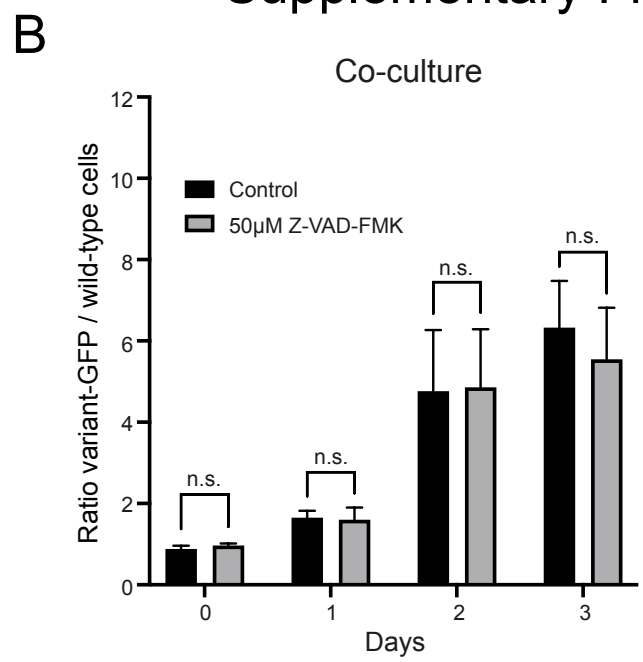 Supplementary
B
Co-culture
12
10
8
6
4
2
0
Ratio variant-GFP / wild-type cells
Control
50µM Z-VAD-FMK
n.s.
n.s.
n.s.
n.s.
0 1 2 3
Days